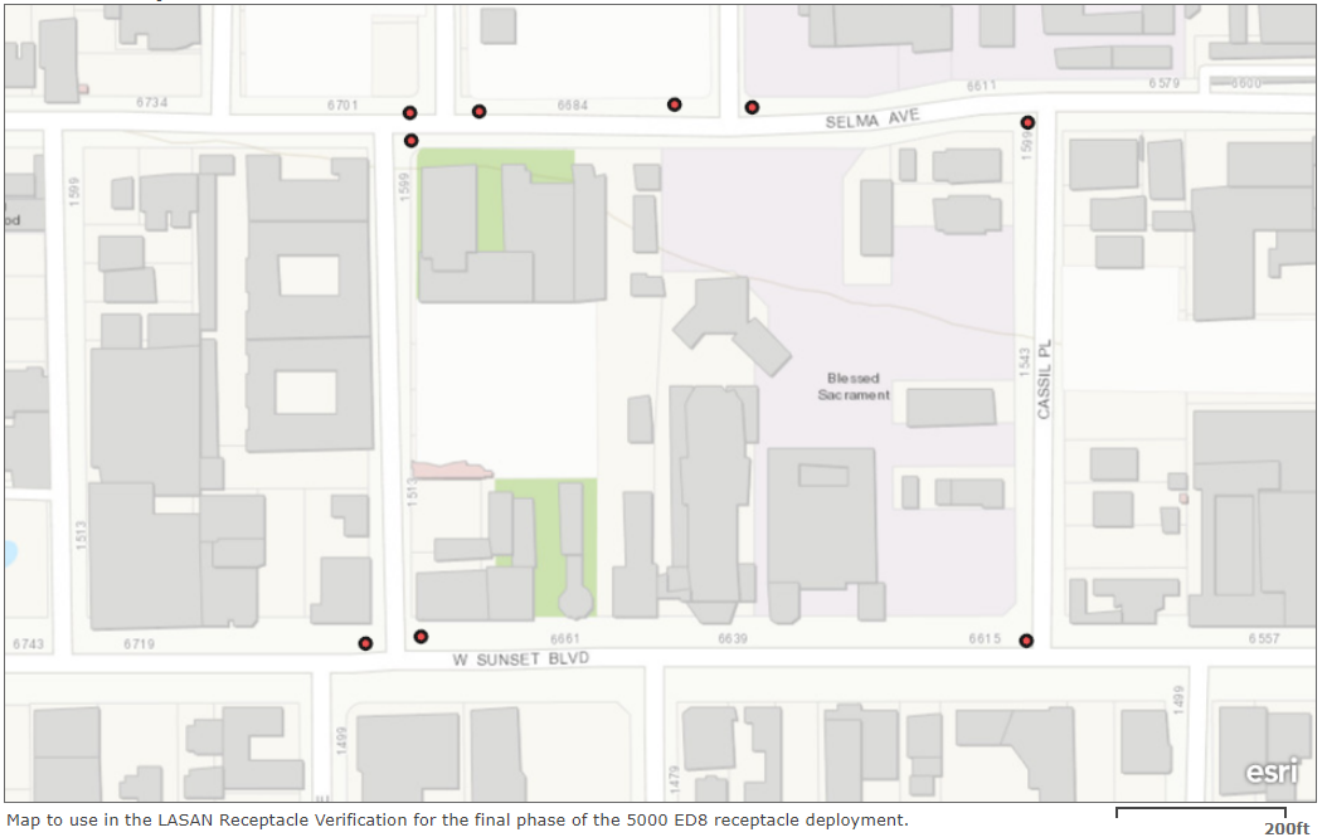 6611
6579
6600
6734
6701
6684
SELMA AVE
1599
1599
1599
od
1543
CASSIL PL
Blessed
Sacrament
1513
1513
6743
6719
6661
6639
6615
6557
W SUNSET BLVD
1499
1499
1479
esri
Map to use in the LASAN Receptacle Verification for the final phase of the 5000 ED8 receptacle deployment.
200ft